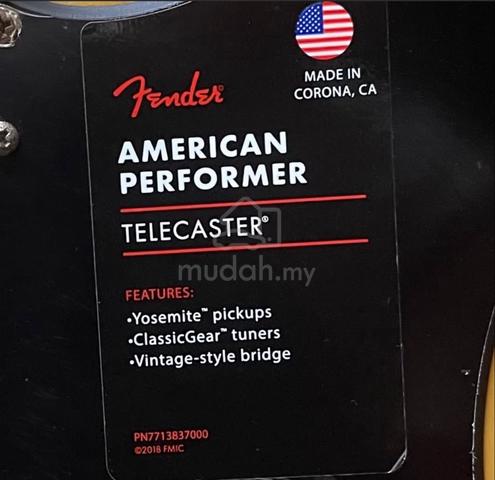 MADE IN
CORONA, CA
Fender®
AMERICAN
PERFORMER
TELECASTER®
mudah.my
FEATURES:
•Yosemite™ pickups
•ClassicGear™ tuners
•Vintage-style bridge
PN7713837000
©2018 FMIC